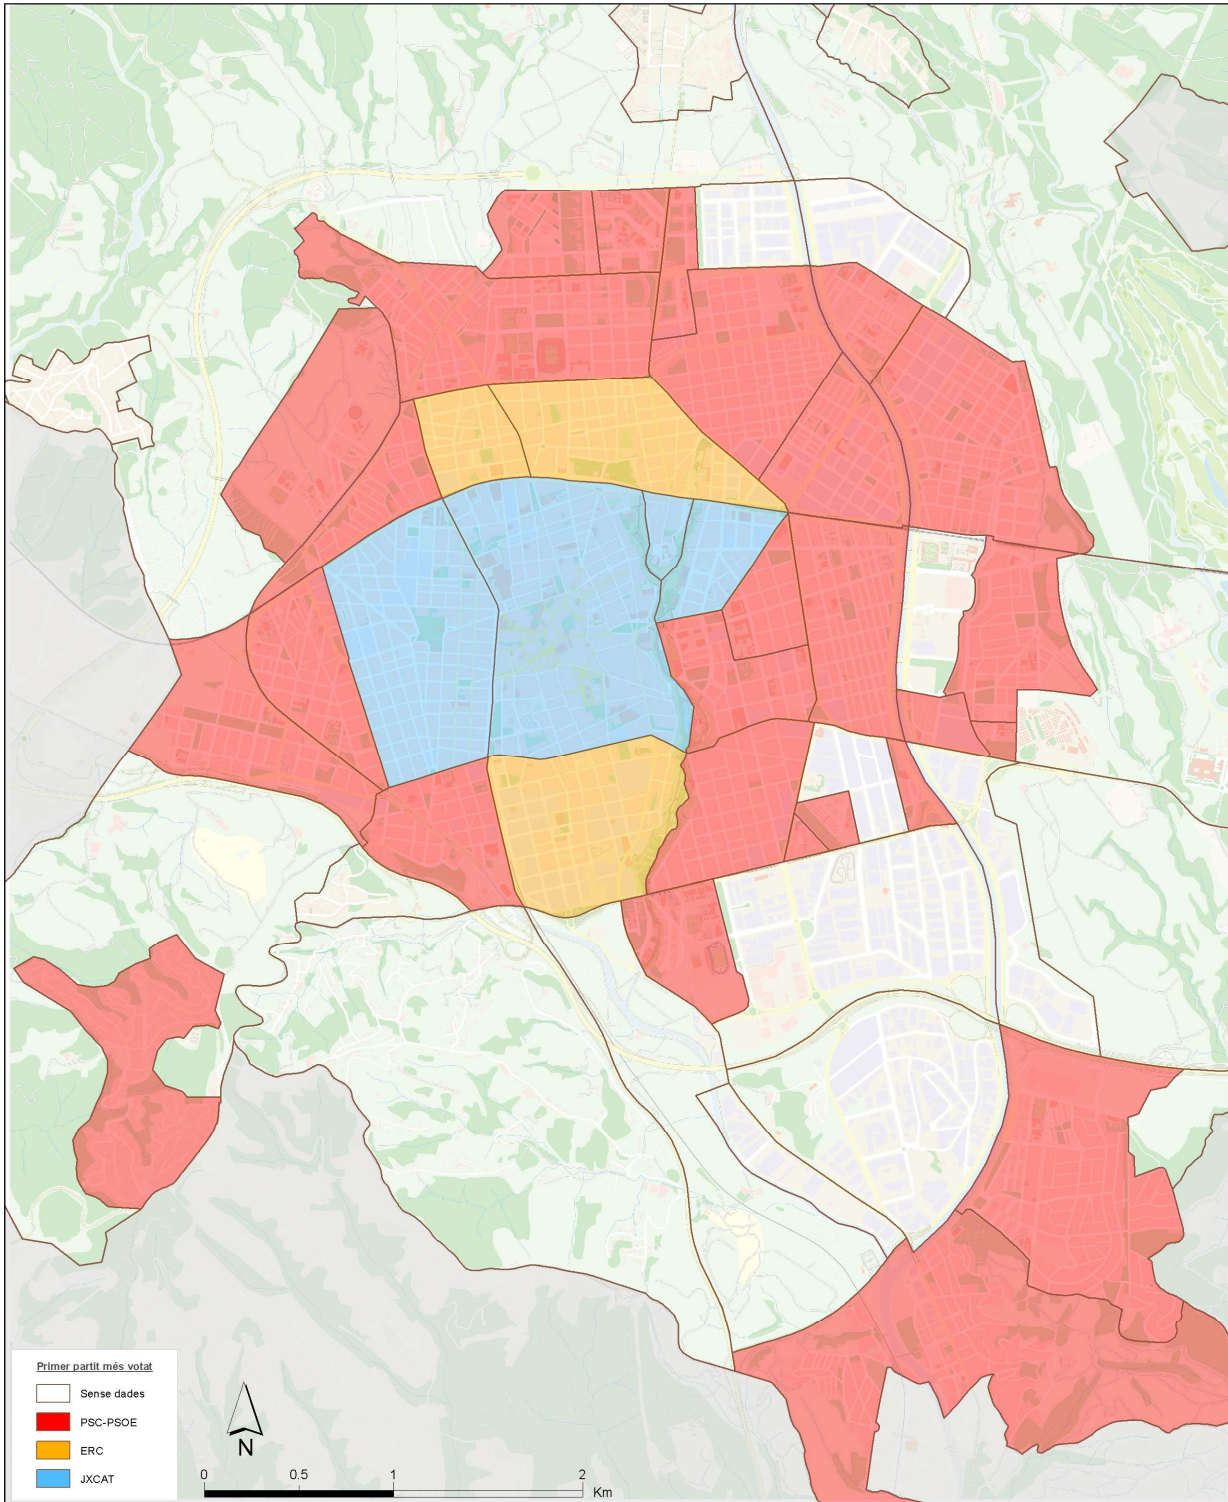 Primer partit més votat
Sense dades
PSC-PSOE
ERC
JXCAT
N
0 0.5 1 2
Km